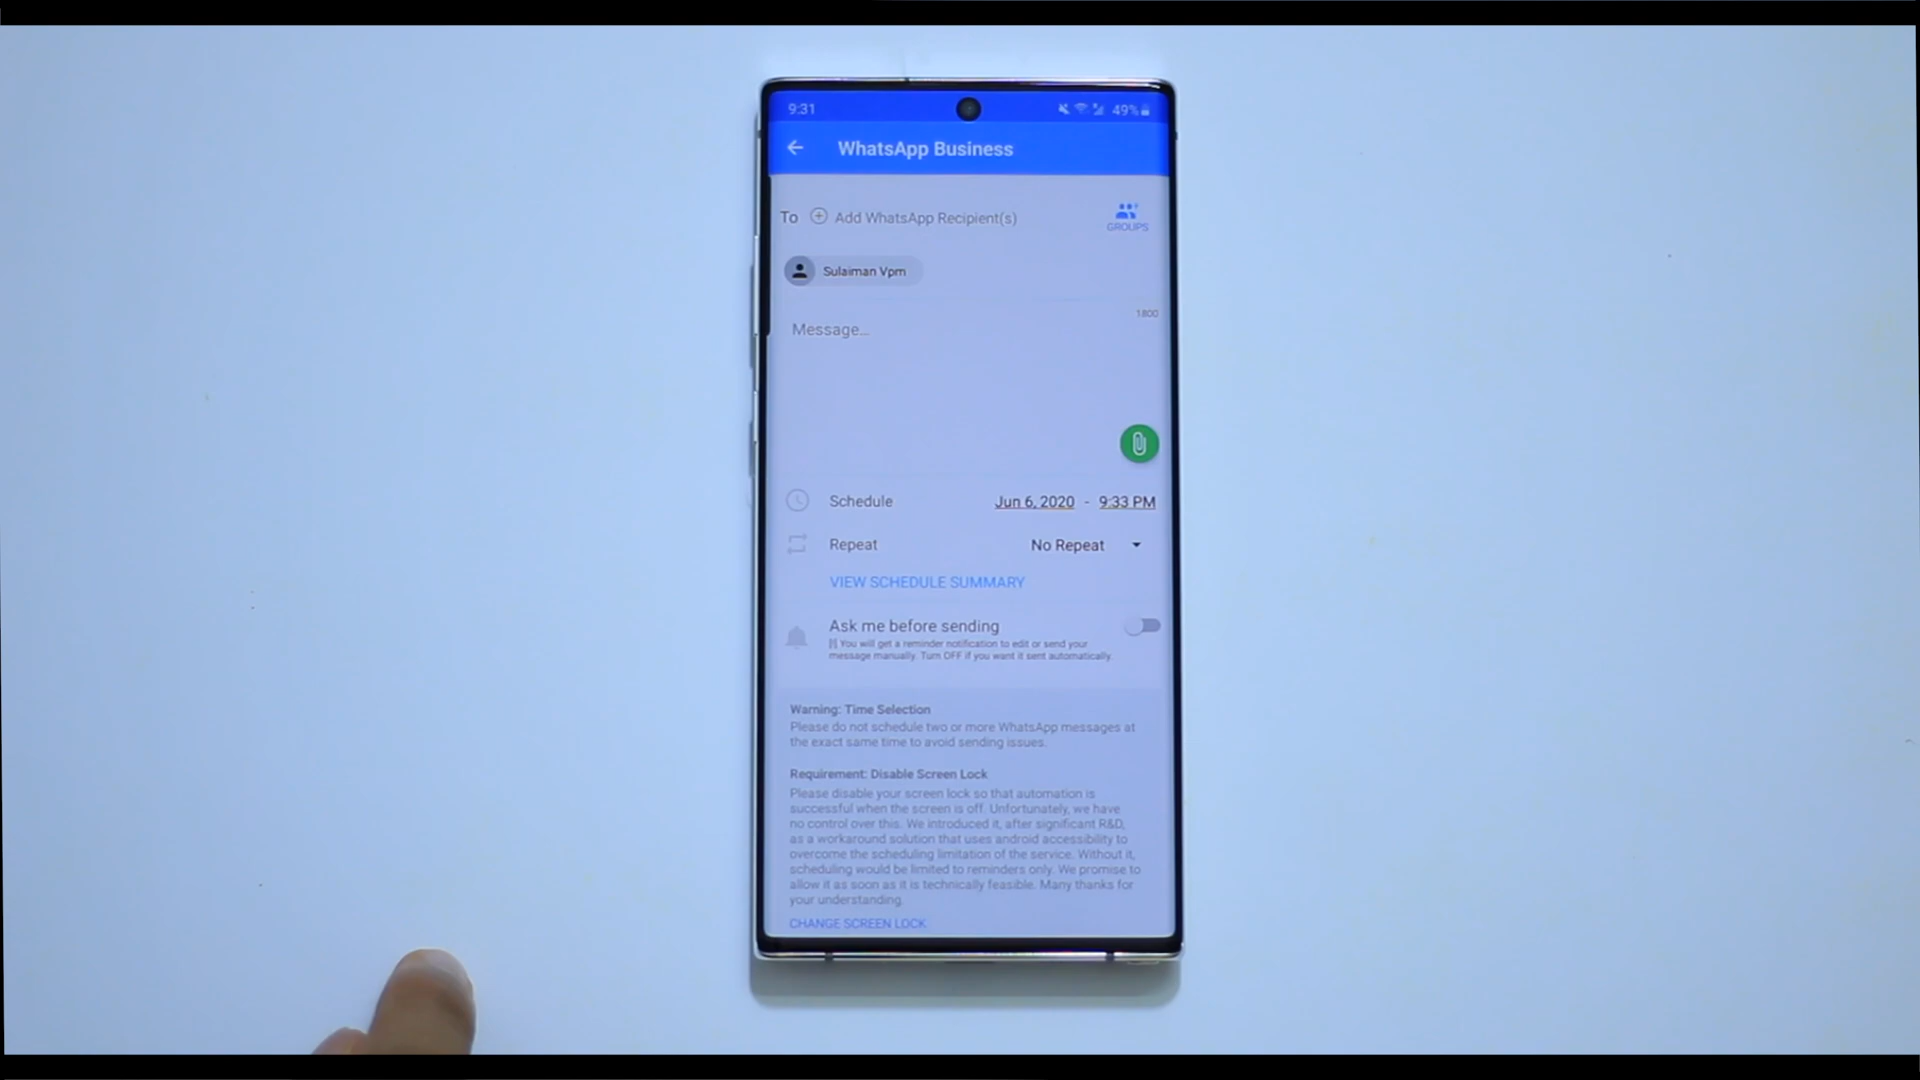 9:31
49%
WhatsApp Business
To Add WhatsApp Recipient(s)
GROUPS
Sulaiman Vpm
1800
Message...
Schedule Jun 6, 2020 - 9:33 PM
Repeat No Repeat
VIEW SCHEDULE SUMMARY
Ask me before sending
[!] You will get a reminder notification to edit or send your
message manually. Turn OFF if you want it sent automatically.
Warning: Time Selection
Please do not schedule two or more WhatsApp messages at
the exact same time to avoid sending issues.
Requirement: Disable Screen Lock
Please disable your screen lock so that automation is
successful when the screen is off. Unfortunately, we have
no control over this. We introduced it, after significant R&D,
as a workaround solution that uses android accessibility to
overcome the scheduling limitation of the service. Without it,
scheduling would be limited to reminders only. We promise to
allow it as soon as it is technically feasible. Many thanks for
your understanding.
CHANGE SCREEN LOCK